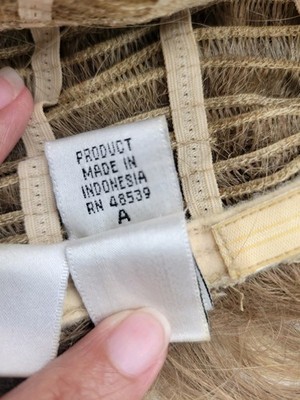 PRODUCT
MADE IN
INDONESIA
RN 48539
A